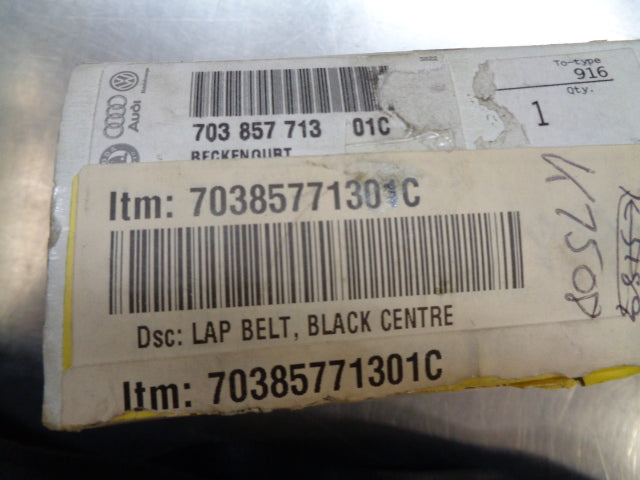 5822
To-type
916
Qty.
1
Audi
703 857 713 01C
BECKENGURT
Itm: 70385771301C
Dsc: LAP BELT, BLACK CENTRE
Itm: 70385771301C